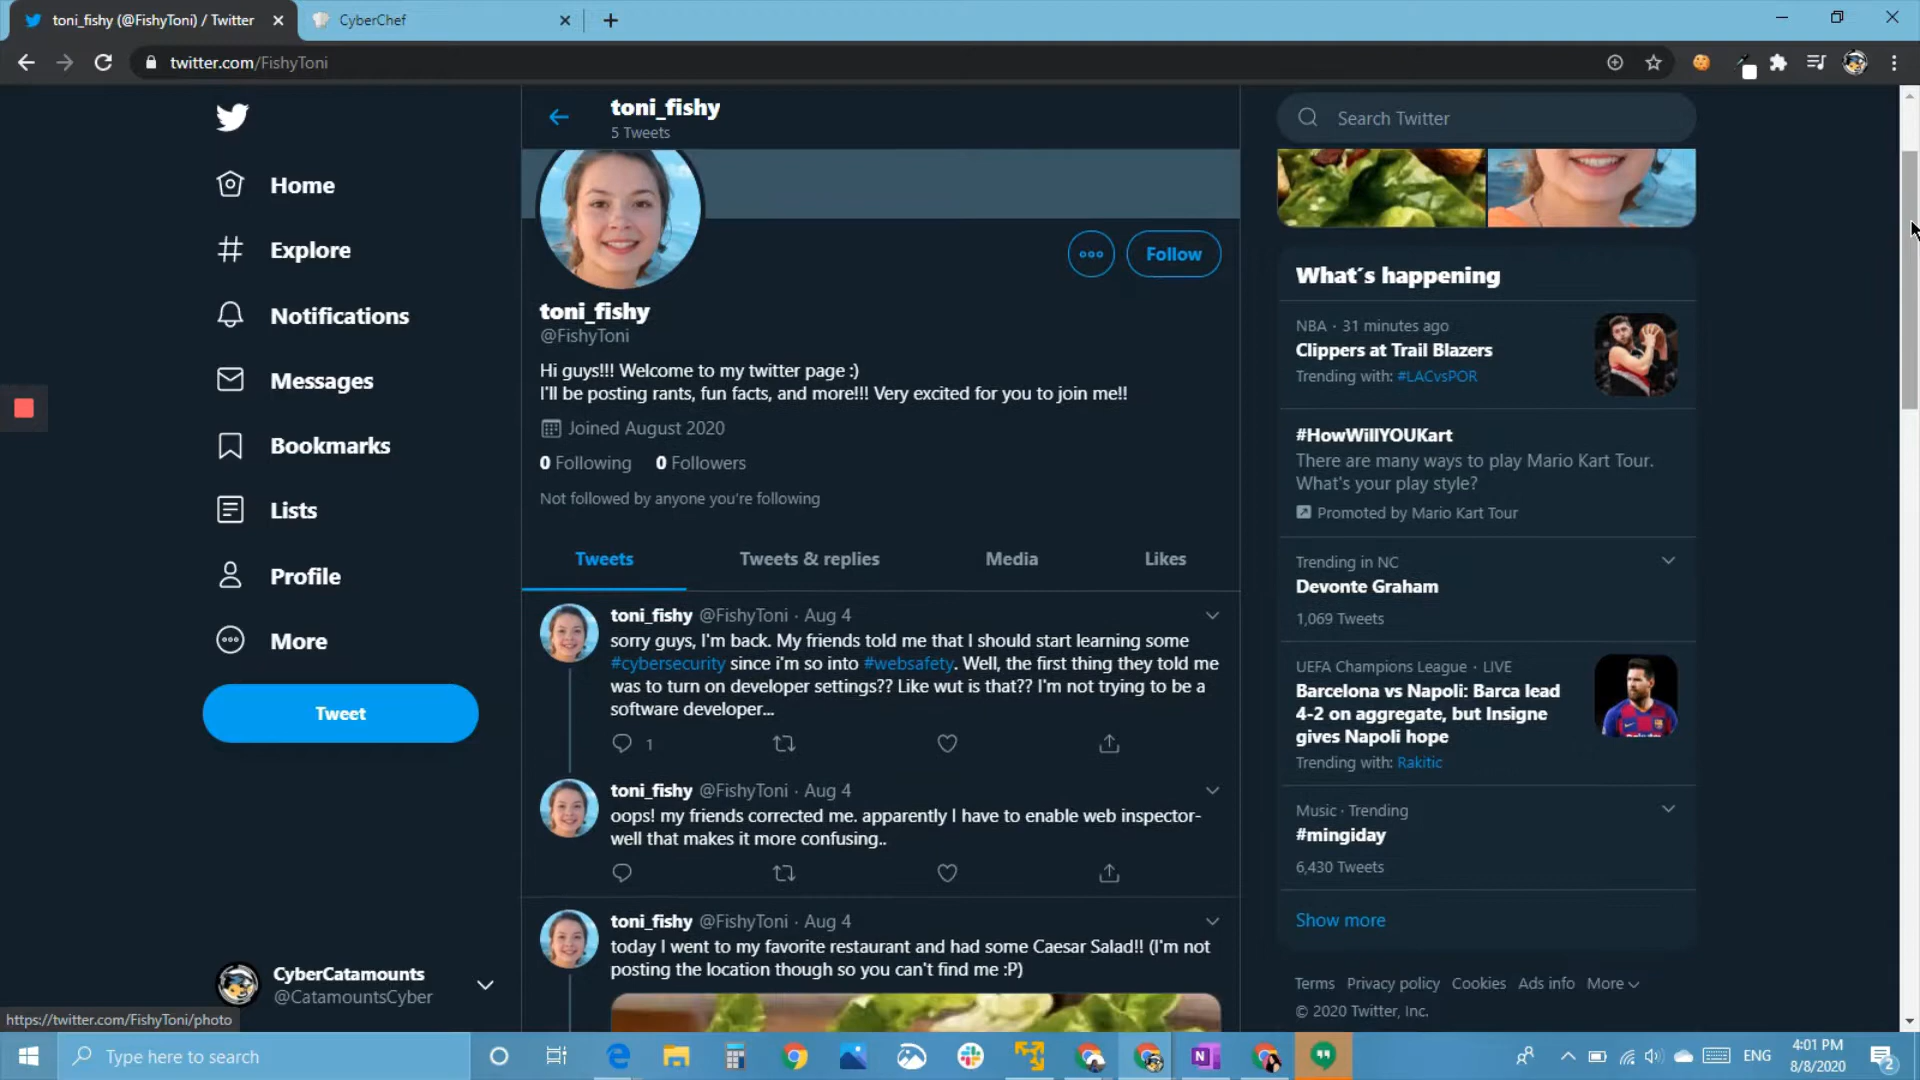 toni_fishy (@FishyToni) / Twitter
CyberChef
twitter.com/FishyToni
Home
Explore
Notifications
Messages
Bookmarks
Lists
Profile
More
Tweet
CyberCatamounts
@CatamountsCyber
https://twitter.com/FishyToni/photo
toni_fishy
5 Tweets
Follow
toni_fishy
@FishyToni
Hi guys!!! Welcome to my twitter page :)
I'll be posting rants, fun facts, and more!!! Very excited for you to join me!!
Joined August 2020
0 Following 0 Followers
Not followed by anyone you're following
Tweets Tweets & replies Media Likes
toni_fishy @FishyToni · Aug 4
sorry guys, I'm back. My friends told me that I should start learning some
#cybersecurity since i'm so into #websafety. Well, the first thing they told me
was to turn on developer settings?? Like wut is that?? I'm not trying to be a
software developer...
1
toni_fishy @FishyToni · Aug 4
oops! my friends corrected me. apparently I have to enable web inspector-
well that makes it more confusing..
toni_fishy @FishyToni · Aug 4
today I went to my favorite restaurant and had some Caesar Salad!! (I'm not
posting the location though so you can't find me :P)
Search Twitter
What's happening
NBA · 31 minutes ago
Clippers at Trail Blazers
Trending with: #LACvsPOR
#HowWillYOUKart
There are many ways to play Mario Kart Tour.
What's your play style?
Promoted by Mario Kart Tour
Trending in NC
Devonte Graham
1,069 Tweets
UEFA Champions League · LIVE
Barcelona vs Napoli: Barca lead
4-2 on aggregate, but Insigne
gives Napoli hope
Trending with: Rakitic
Music · Trending
#mingiday
6,430 Tweets
Show more
Terms Privacy policy Cookies Ads info More
© 2020 Twitter, Inc.
Type here to search
N
ENG
4:01 PM
8/8/2020
2